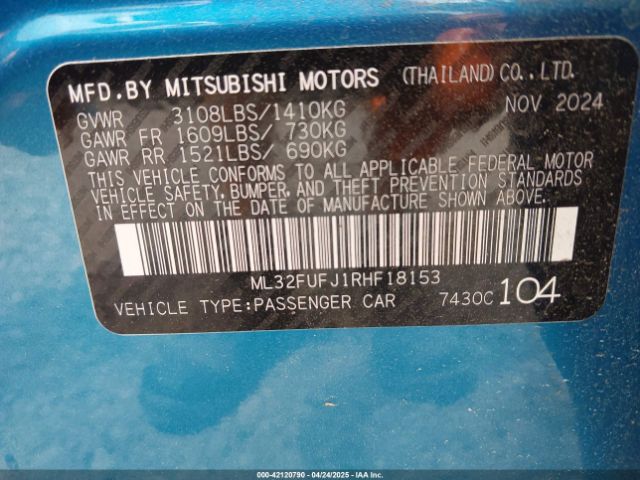 MFD.BY MITSUBISHI MOTORS (THAILAND)CO.,LTD.
GVWR 3108LBS/1410KG NOV 2024
GAWR FR 1609LBS/ 730KG
GAWR RR 1521LBS/ 690KG
THIS VEHICLE CONFORMS TO ALL APPLICABLE FEDERAL MOTOR
VEHICLE SAFETY, BUMPER, AND THEFT PREVENTION STANDARDS
IN EFFECT ON THE DATE OF MANUFACTURE SHOWN ABOVE.
ML32FUFJ1RHF18153
VEHICLE TYPE:PASSENGER CAR 7430C 104
000-42120790 - 04/24/2025 - IAAI.COM